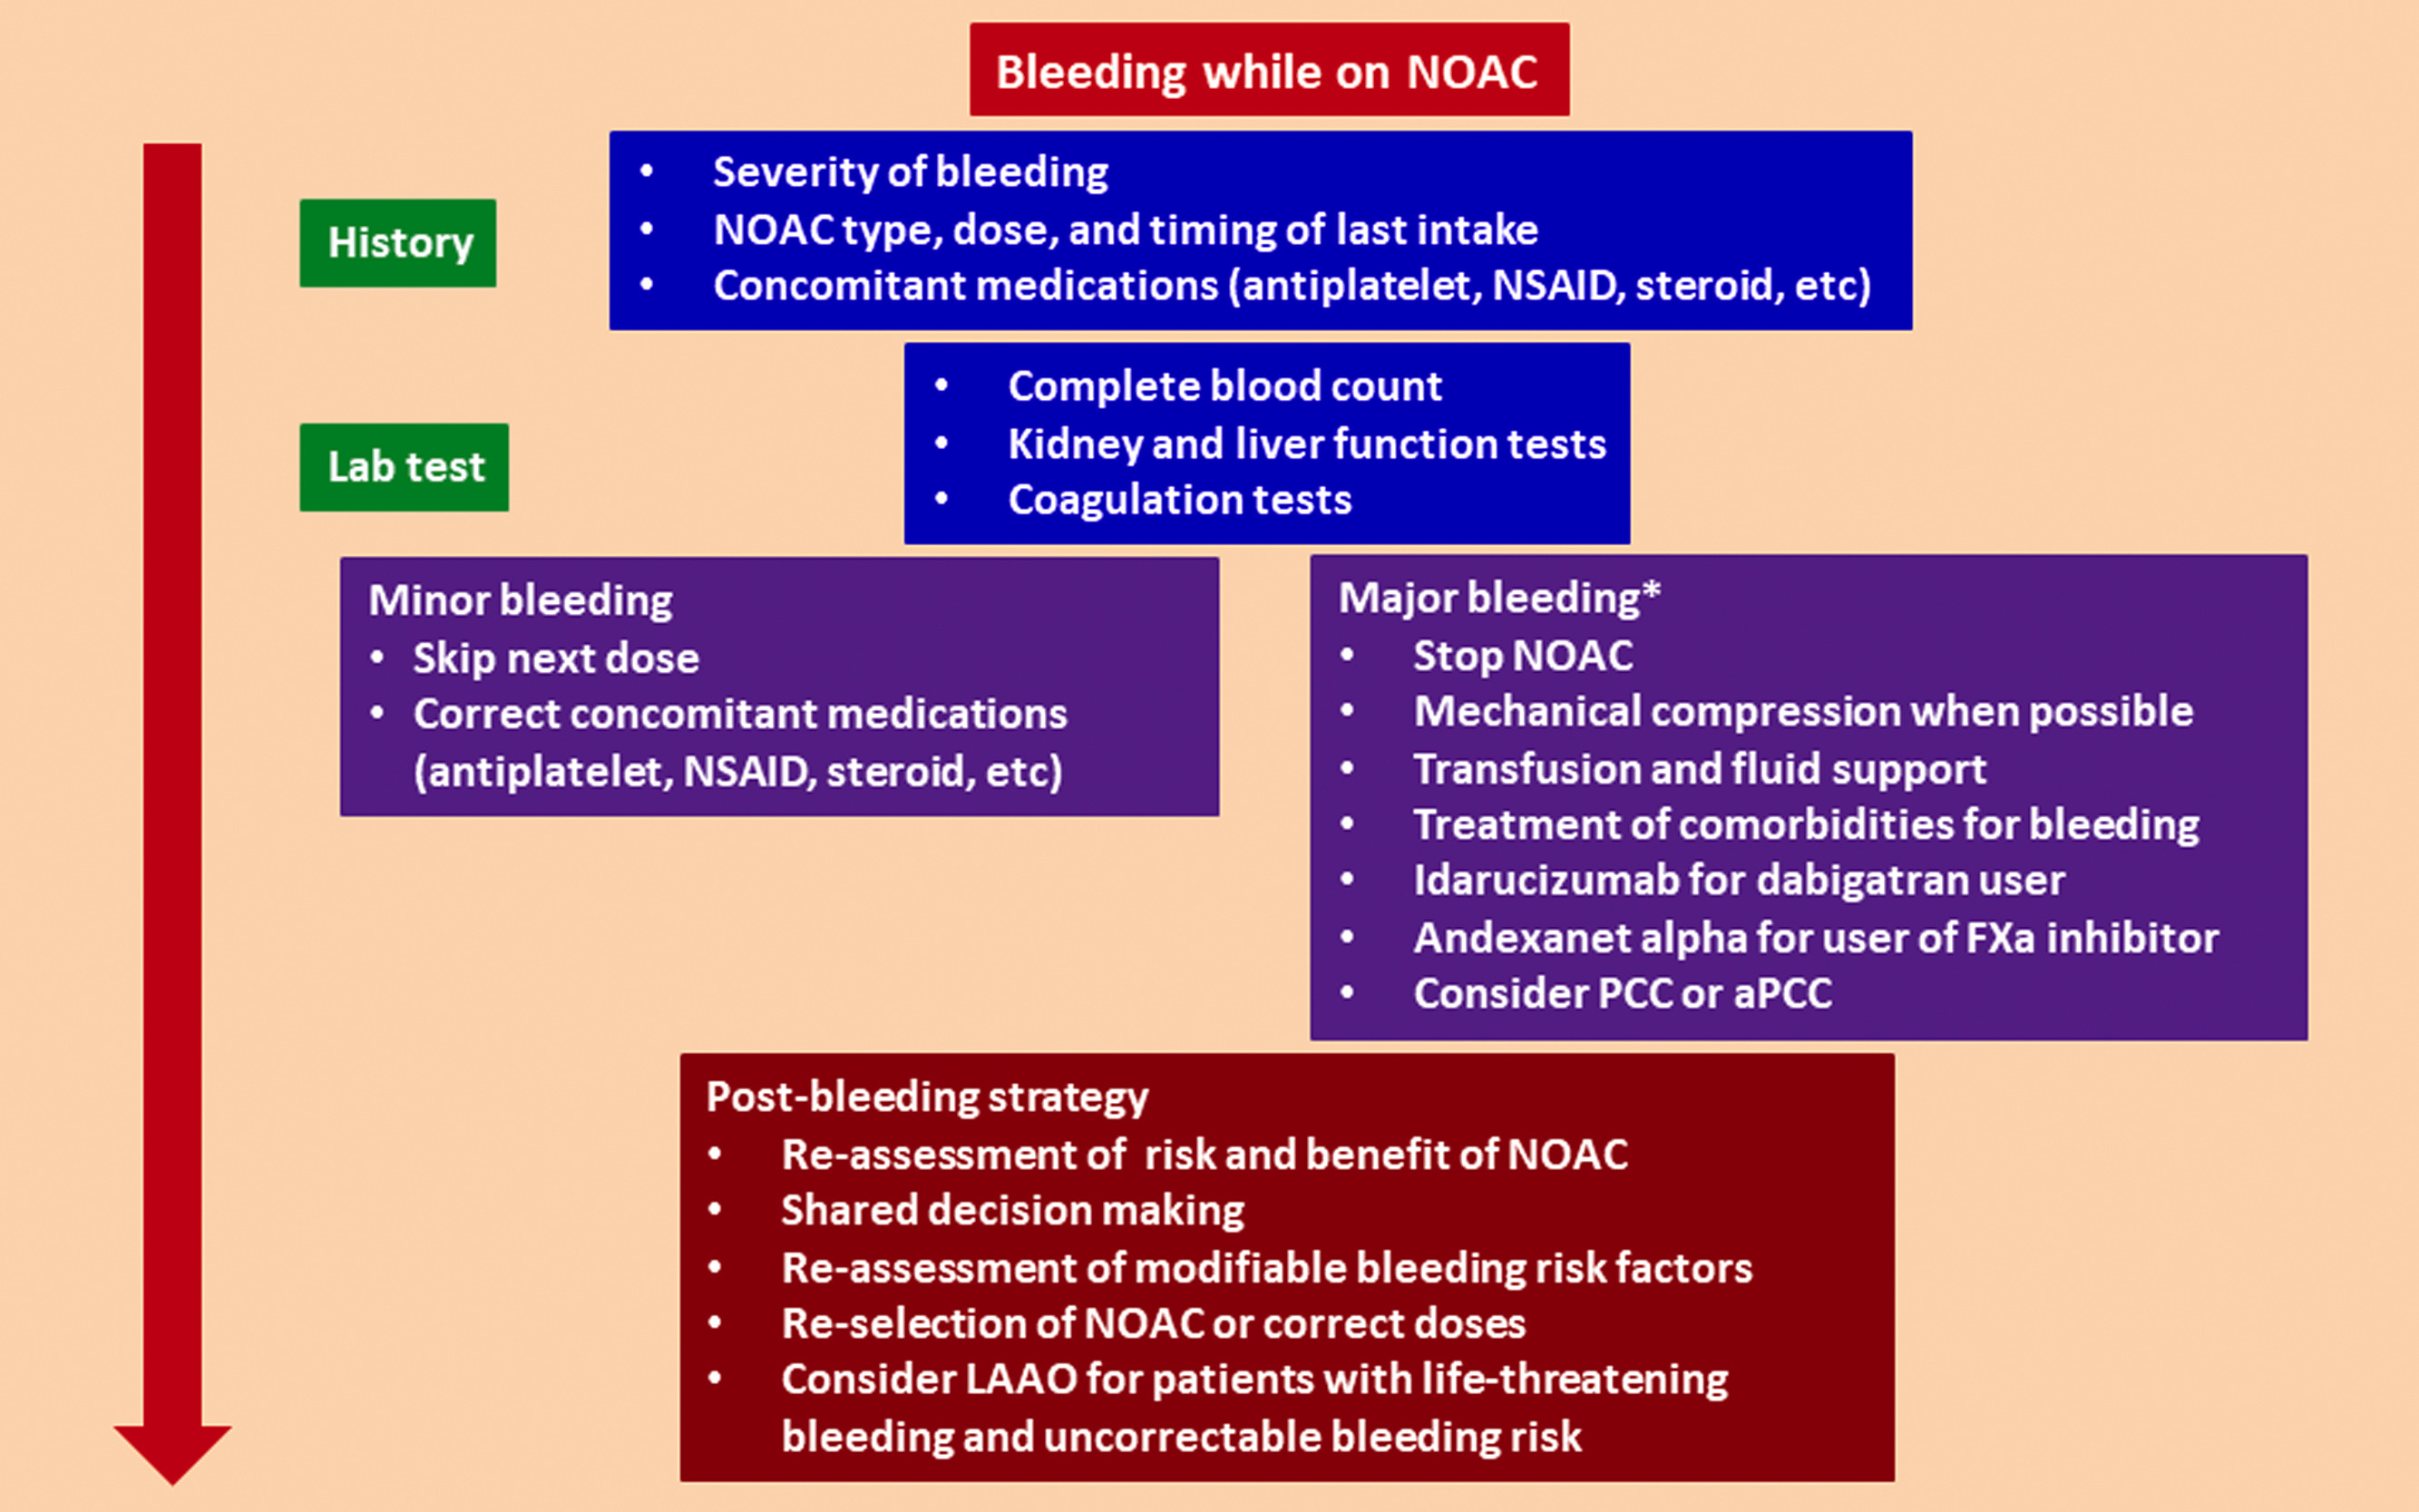 Bleeding while on NOAC
History
• Severity of bleeding
• NOAC type, dose, and timing of last intake
• Concomitant medications (antiplatelet, NSAID, steroid, etc)
Lab test
• Complete blood count
• Kidney and liver function tests
• Coagulation tests
Minor bleeding
• Skip next dose
• Correct concomitant medications
(antiplatelet, NSAID, steroid, etc)
Major bleeding*
• Stop NOAC
• Mechanical compression when possible
• Transfusion and fluid support
• Treatment of comorbidities for bleeding
• Idarucizumab for dabigatran user
• Andexanet alpha for user of FXa inhibitor
• Consider PCC or aPCC
Post-bleeding strategy
• Re-assessment of  risk and benefit of NOAC
• Shared decision making
• Re-assessment of modifiable bleeding risk factors
• Re-selection of NOAC or correct doses
• Consider LAAO for patients with life-threatening
bleeding and uncorrectable bleeding risk